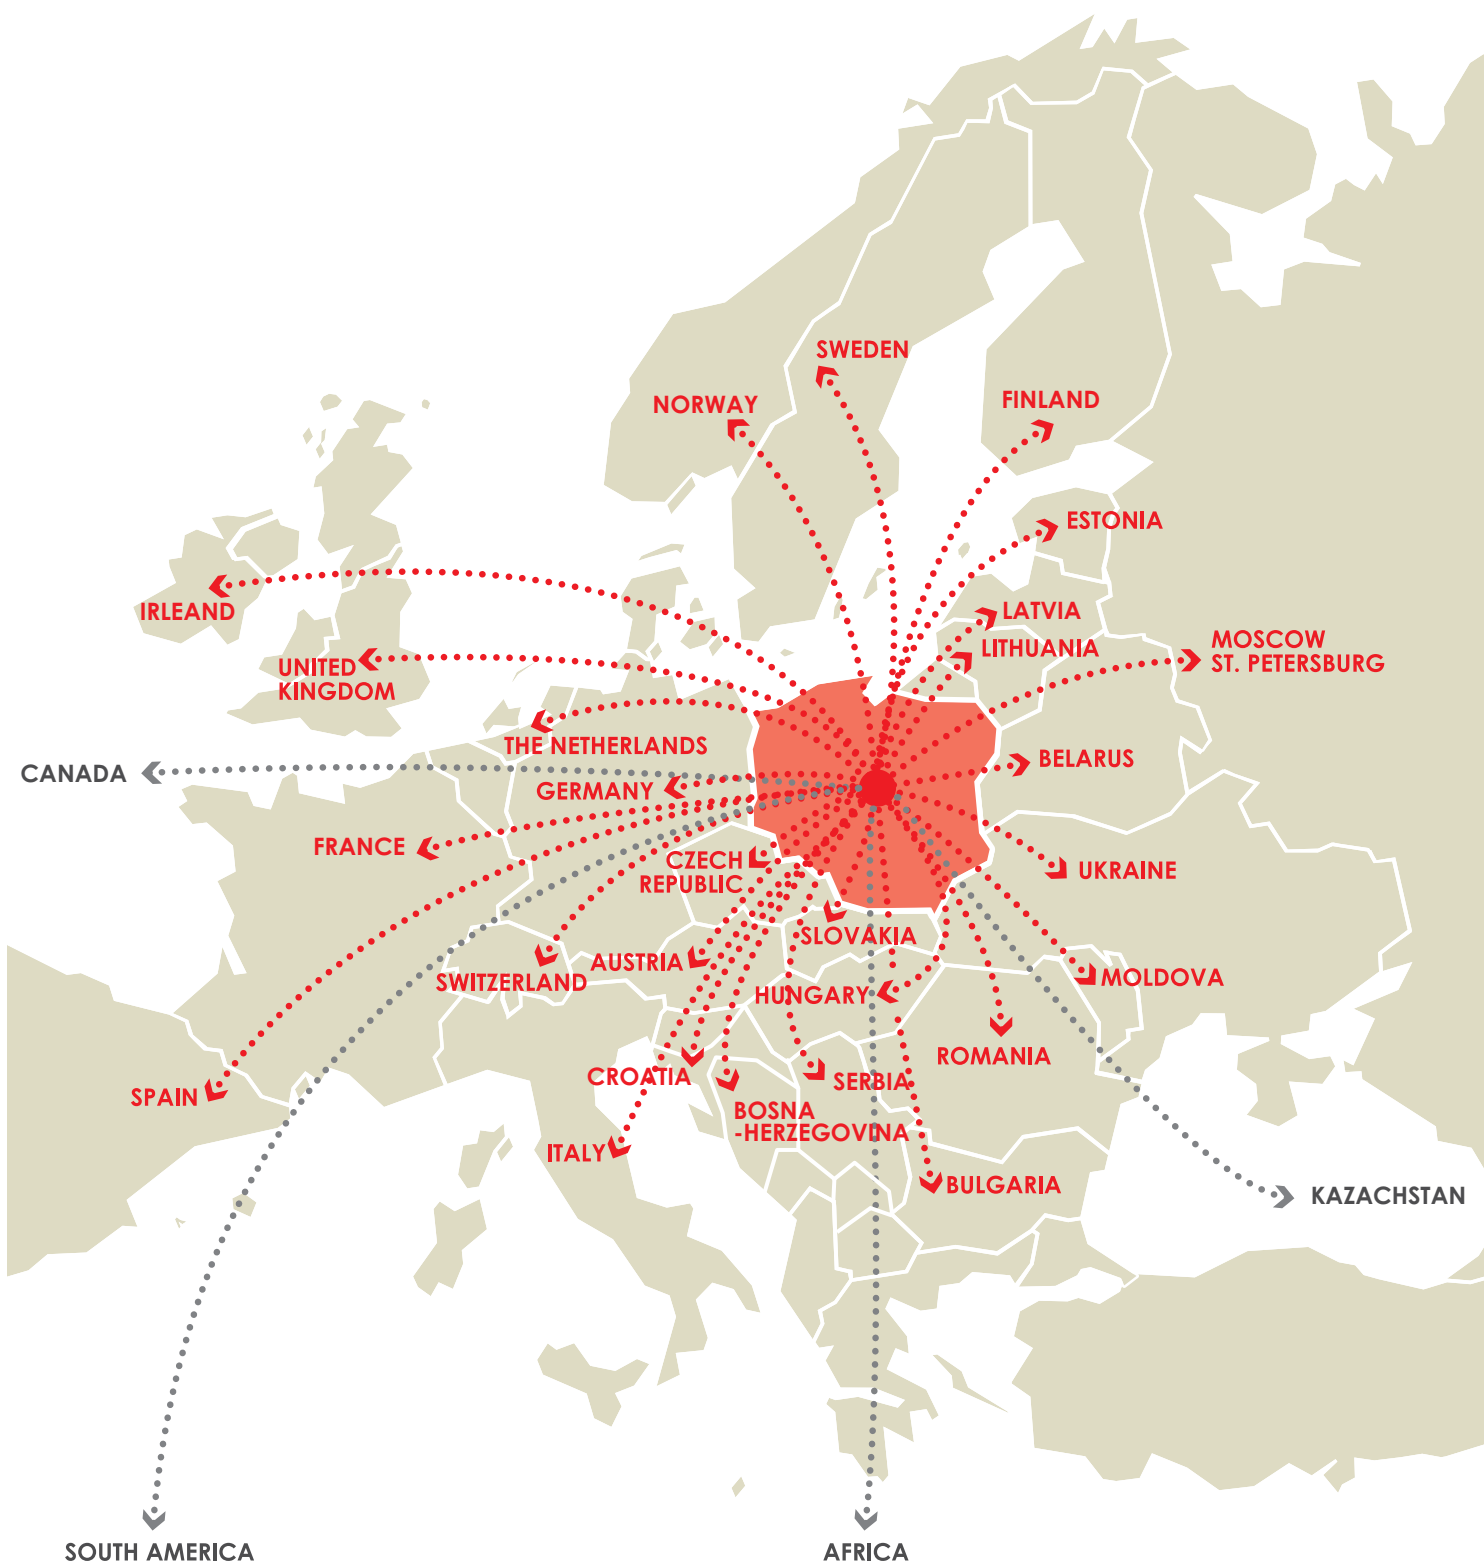 SWEDEN
NORWAY
FINLAND
ESTONIA
IRLEAND
LATVIA
LITHUANIA
MOSCOW
ST. PETERSBURG
UNITED
KINGDOM
THE NETHERLANDS
BELARUS
CANADA
GERMANY
FRANCE
CZECH
REPUBLIC
UKRAINE
SLOVAKIA
AUSTRIA
SWITZERLAND
MOLDOVA
HUNGARY
ROMANIA
CROATIA
SERBIA
SPAIN
BOSNA
-HERZEGOVINA
ITALY
BULGARIA
KAZACHSTAN
SOUTH AMERICA
AFRICA